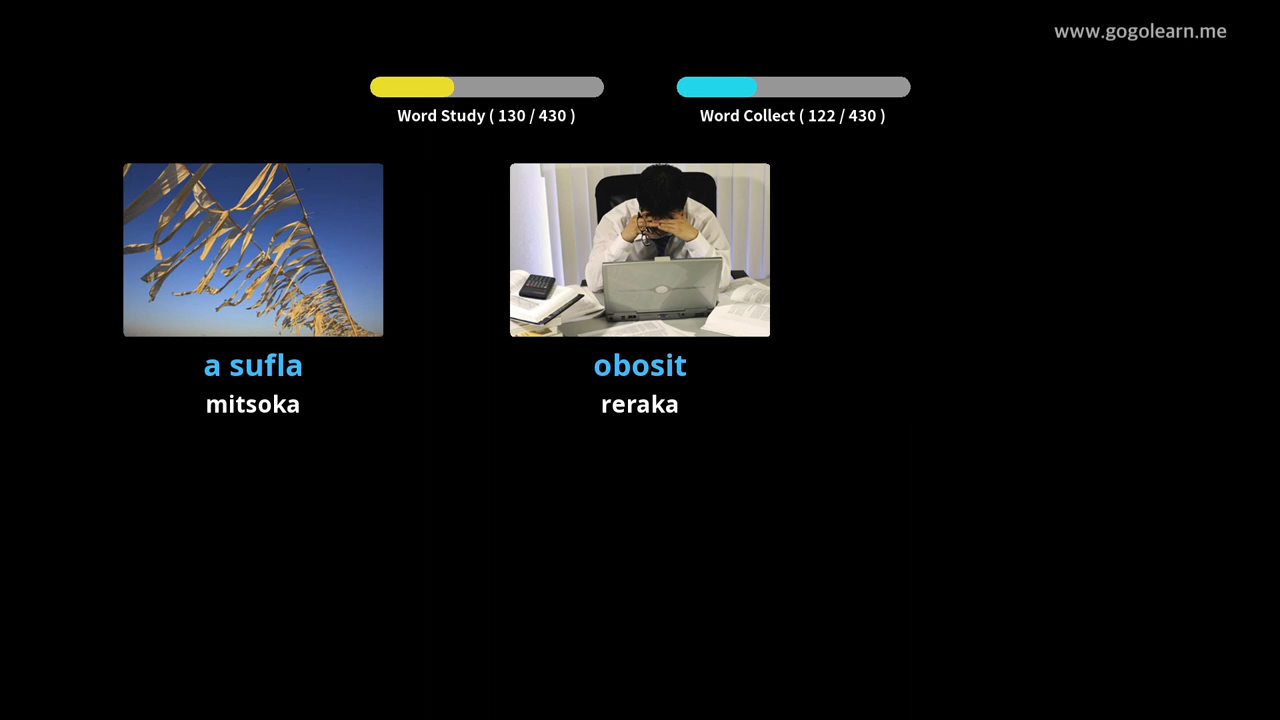 www.gogolearn.me
Word Study ( 130 / 430 )
Word Collect ( 122 / 430 )
a sufla
mitsoka
obosit
reraka